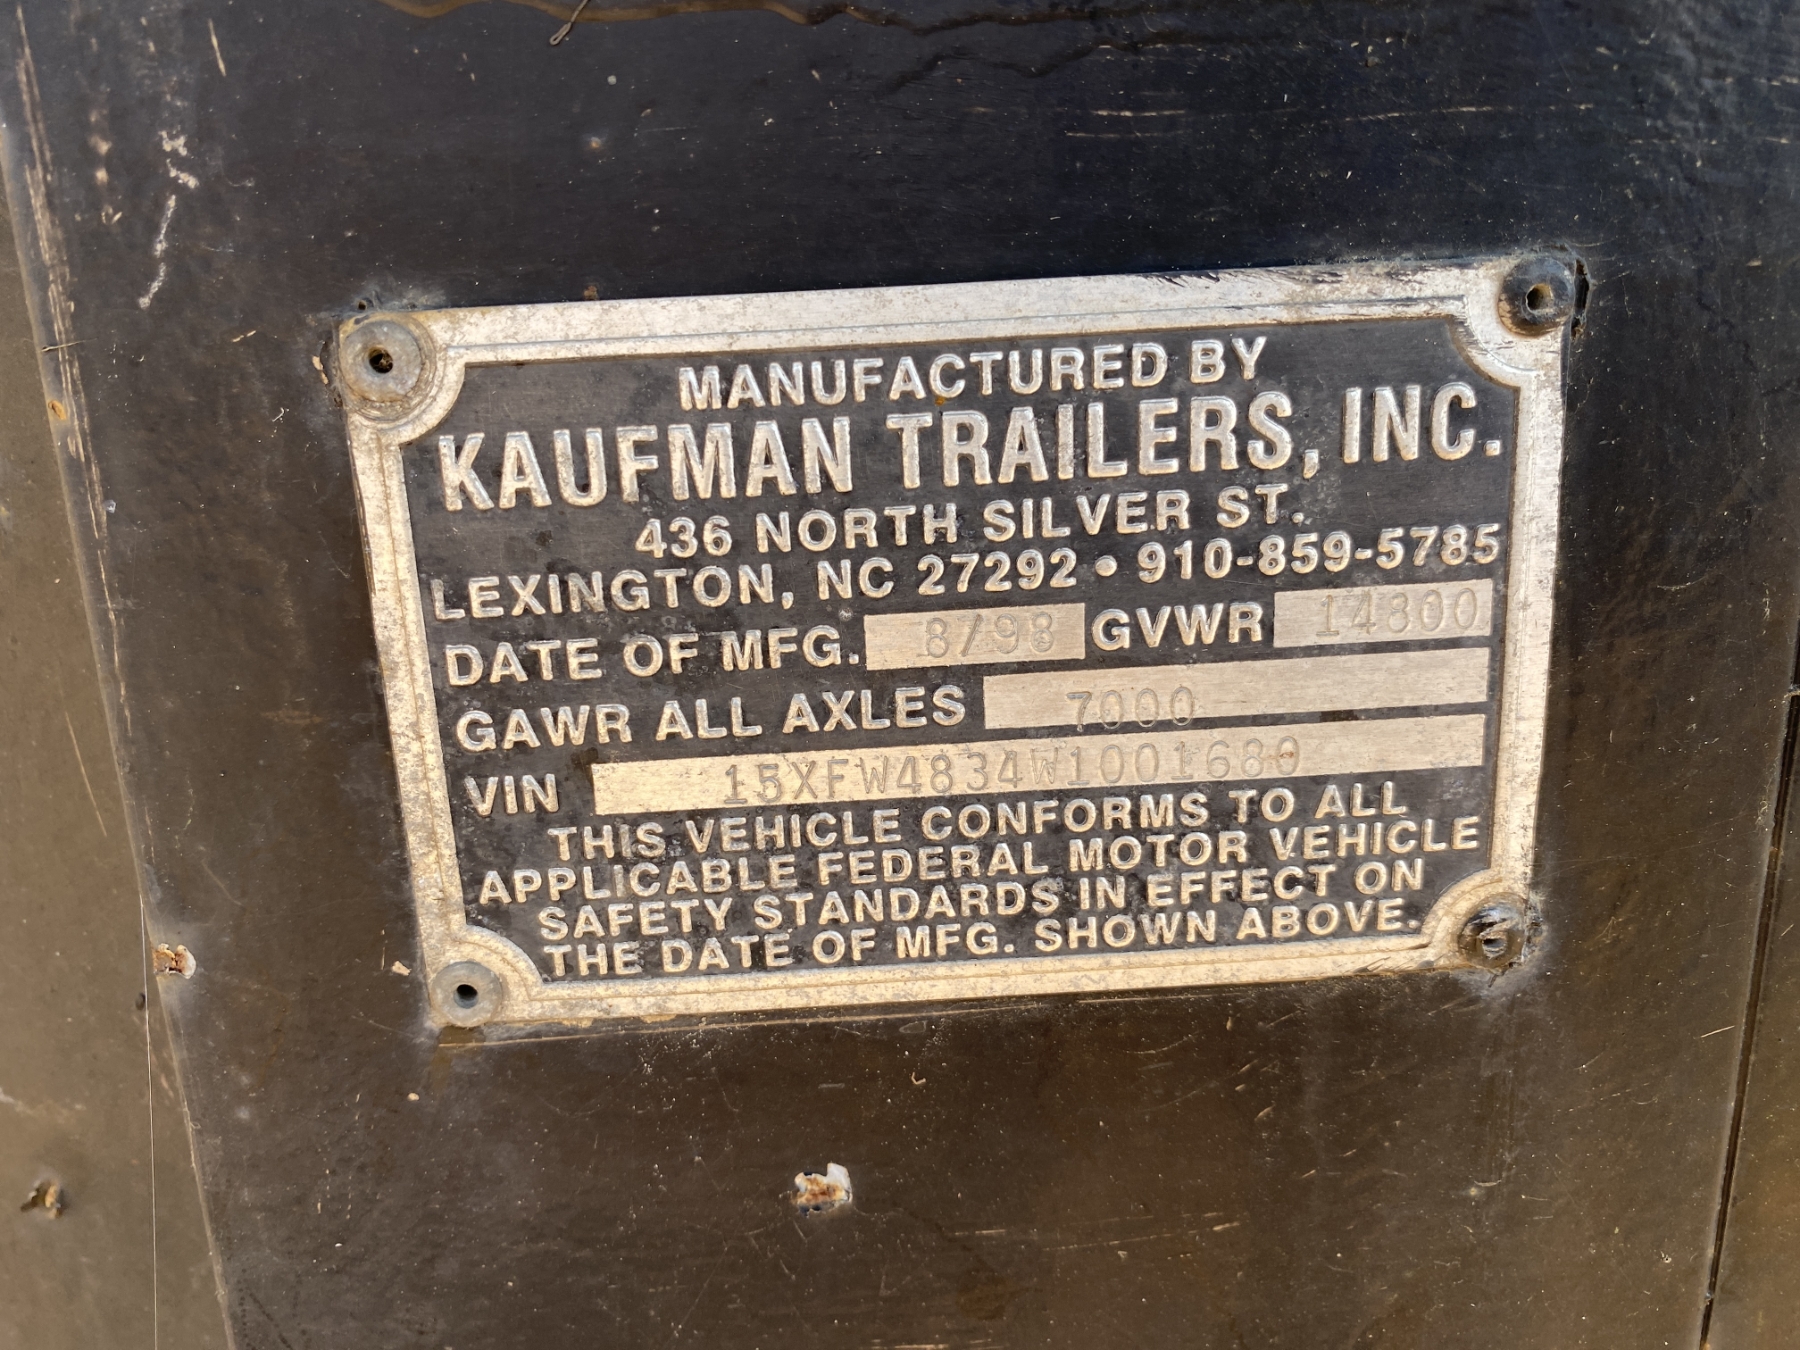 MANUFACTURED BY
KAUFMAN TRAILERS, INC.
436 NORTH SILVER ST.
LEXINGTON, NC 27292 • 910-859-5785
DATE OF MFG. 8/98 GVWR 14800
GAWR ALL AXLES 7000
VIN 15XFW4834W1001680
THIS VEHICLE CONFORMS TO ALL
APPLICABLE FEDERAL MOTOR VEHICLE
SAFETY STANDARDS IN EFFECT ON
THE DATE OF MFG. SHOWN ABOVE.